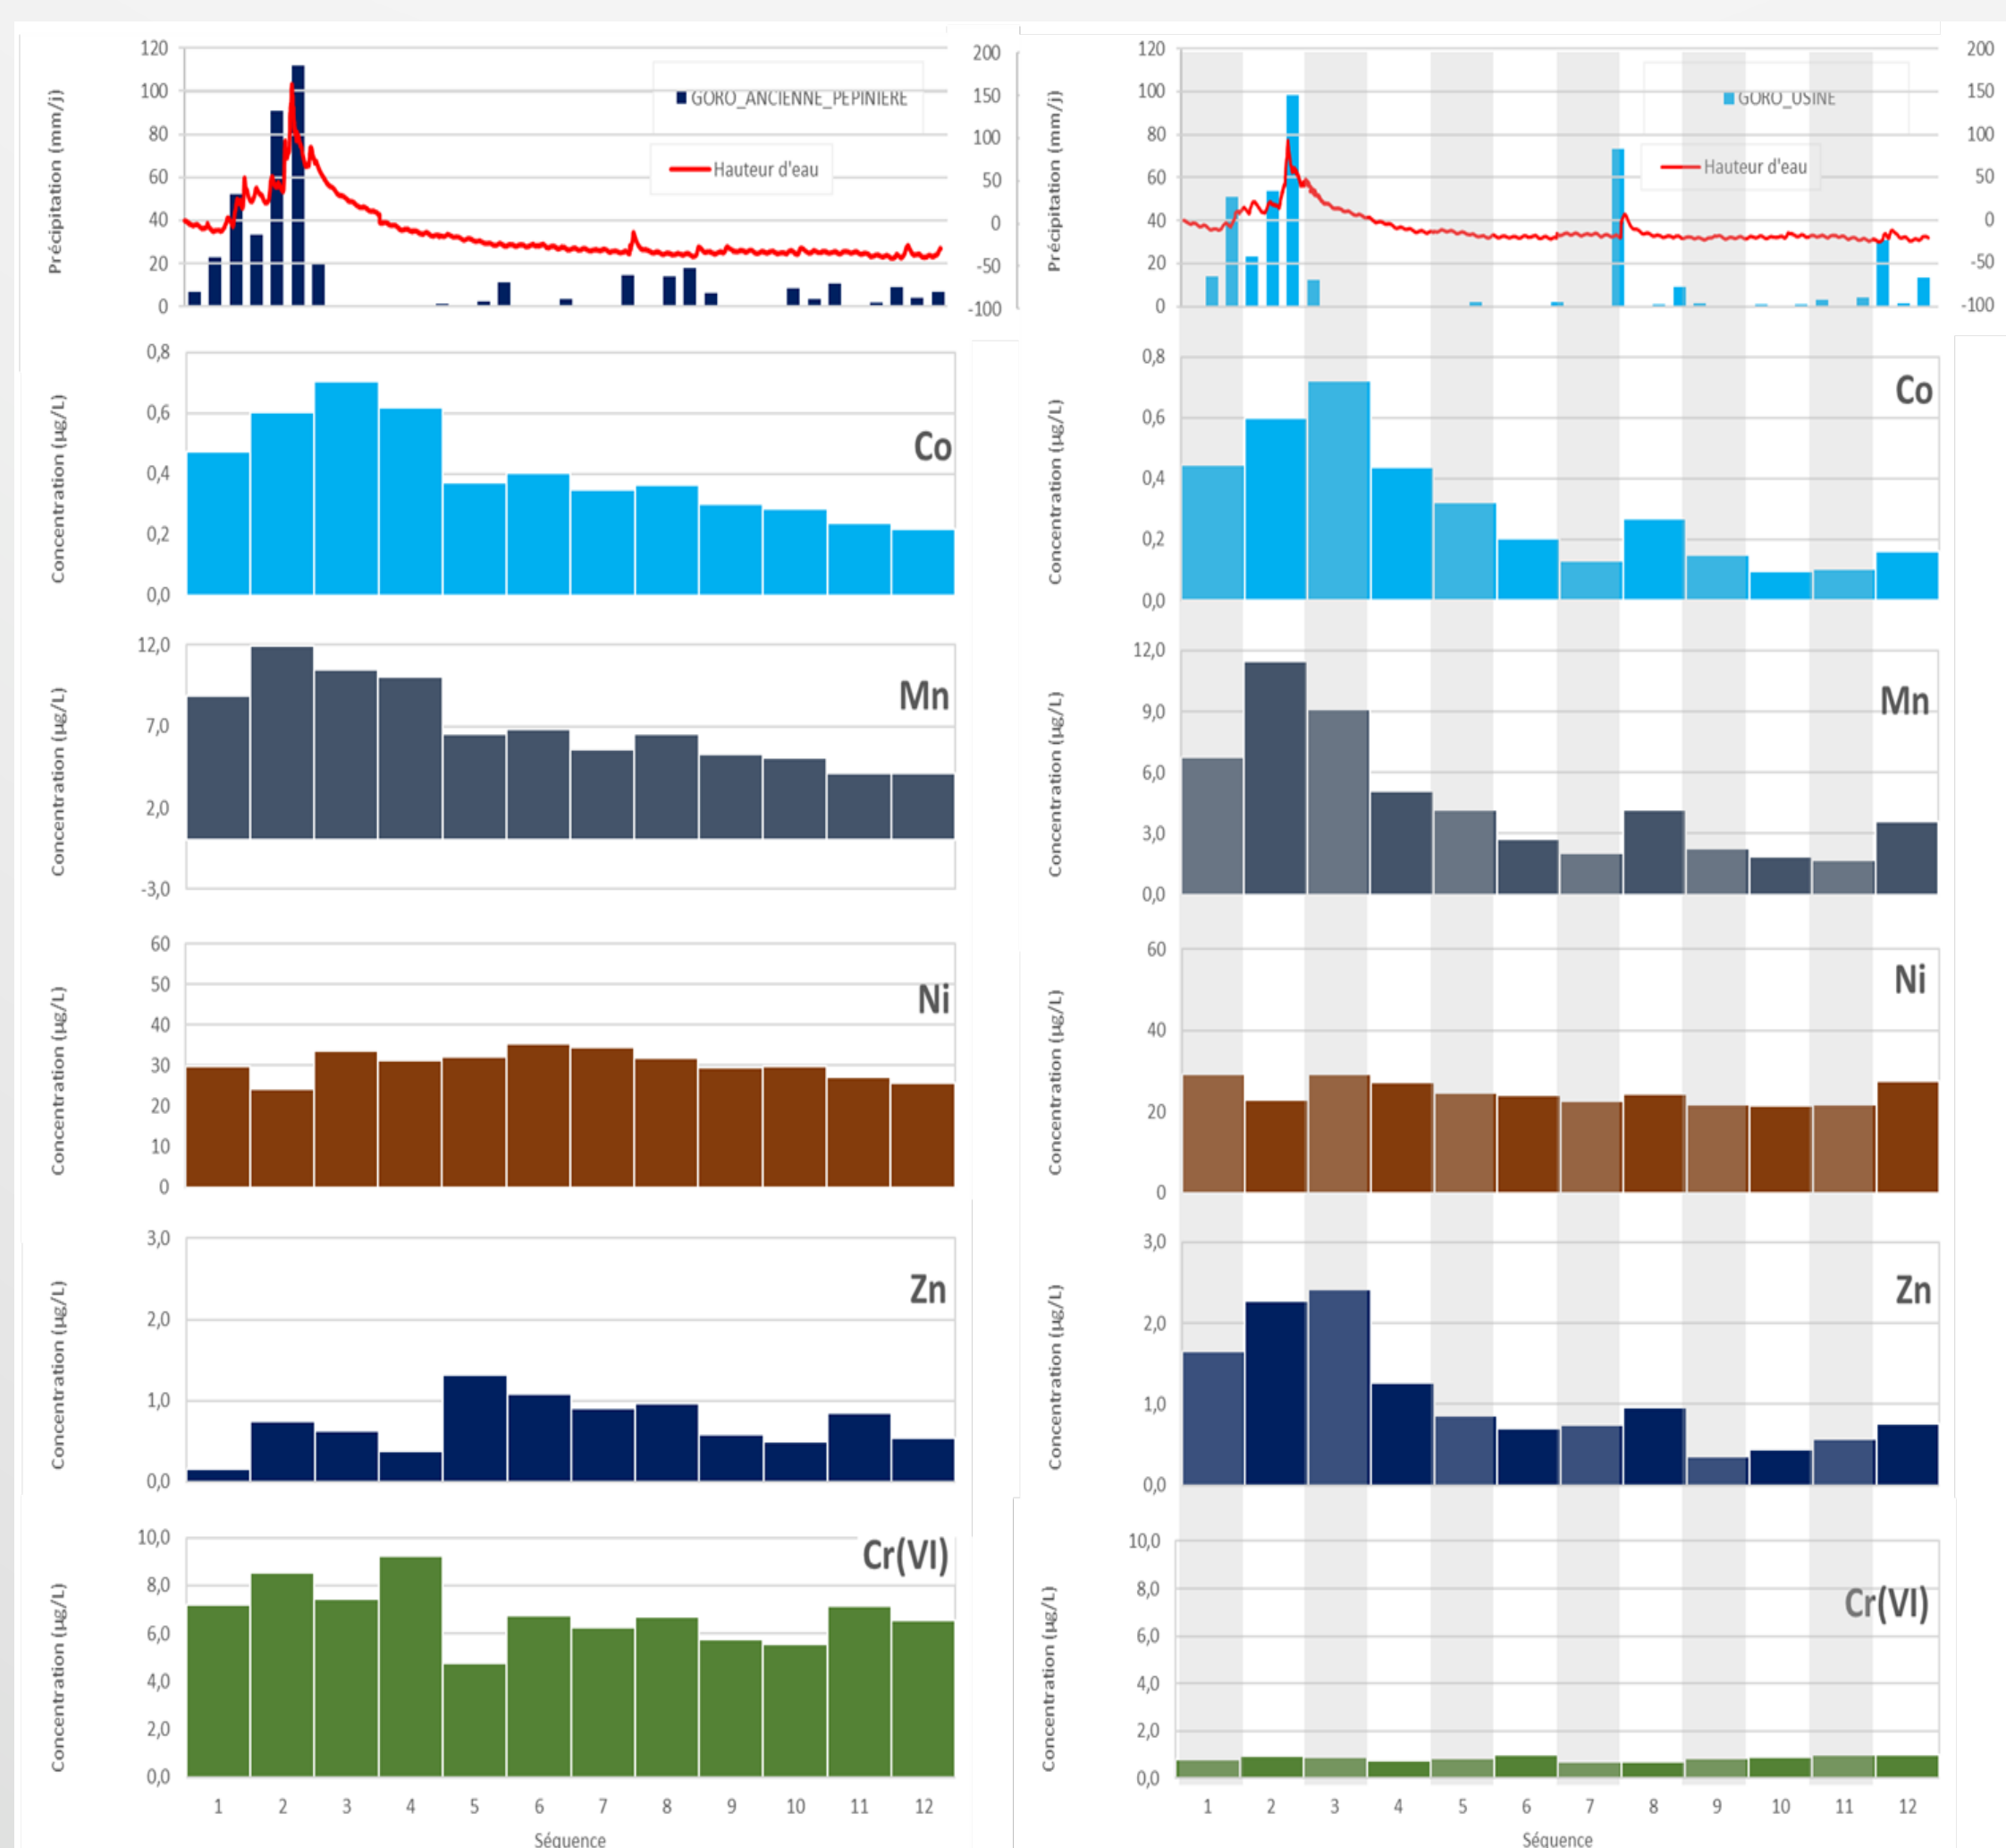 120
100
80
60
40
20
0
Précipitation (mm/j)
GORO_ANCIENNE_PEPINIERE
Hauteur d'eau
200
150
100
50
0
-50
-100
0,8
0,6
0,4
0,2
0,0
Concentration (µg/L)
Co
12,0
7,0
2,0
-3,0
Concentration (µg/L)
Mn
60
50
40
30
20
10
0
Concentration (µg/L)
Ni
3,0
2,0
1,0
0,0
Concentration (µg/L)
Zn
10,0
8,0
6,0
4,0
2,0
0,0
Concentration (µg/L)
Cr(VI)
1 2 3 4 5 6 7 8 9 10 11 12
Séquence
120
100
80
60
40
20
0
Précipitation (mm/j)
GORO_USINE
Hauteur d'eau
200
150
100
50
0
-50
-100
0,8
0,6
0,4
0,2
0,0
Concentration (µg/L)
Co
12,0
9,0
6,0
3,0
0,0
Concentration (µg/L)
Mn
60
40
20
0
Concentration (µg/L)
Ni
3,0
2,0
1,0
0,0
Concentration (µg/L)
Zn
10,0
8,0
6,0
4,0
2,0
0,0
Concentration (µg/L)
Cr(VI)
1 2 3 4 5 6 7 8 9 10 11 12
Séquence